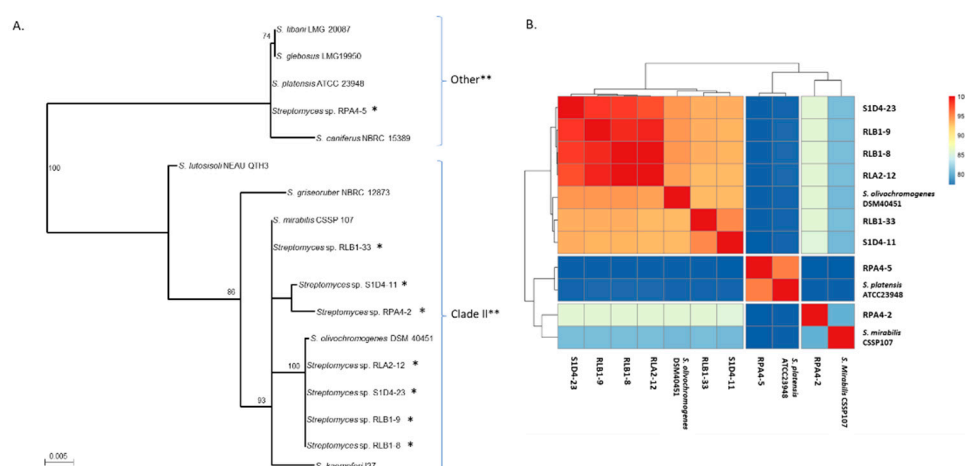 A.
B.
74
S. libani LMG 20087
S. giebosus LMG19950
S. platensis ATCC 23948
Streptomyces sp. RPA4-5 *
S. caniferus NBRC 15389
Other**
100
S. lutosisoli NEAU QTH3
S. griseoruber NBRC 12873
S. mirabilis CSSP 107
Streptomyces sp. RLB1-33 *
86
Streptomyces sp. S1D4-11 *
Streptomyces sp. RPA4-2 *
Clade II**
S. olivochromogenes DSM 40451
100
Streptomyces sp. RLA2-12 *
Streptomyces sp. S1D4-23 *
93
Streptomyces sp. RLB1-9 *
Streptomyces sp. RLB1-8 *
0.005
95
90
85
80
S1D4-23
RLB1-9
RLB1-8
RLA2-12
S. olivochromogenes
DSM40451
RLB1-33
S1D4-11
RPA4-5
S. platensis
ATCC23948
RPA4-2
S. mirabilis
CSSP107
S1D4-23
RLB1-9
RLB1-8
RLA2-12
S. olivochromogenes
DSM40451
RLB1-33
S1D4-11
RPA4-5
S. platensis
ATCC23948
RPA4-2
S. Mirabilis CSSP107